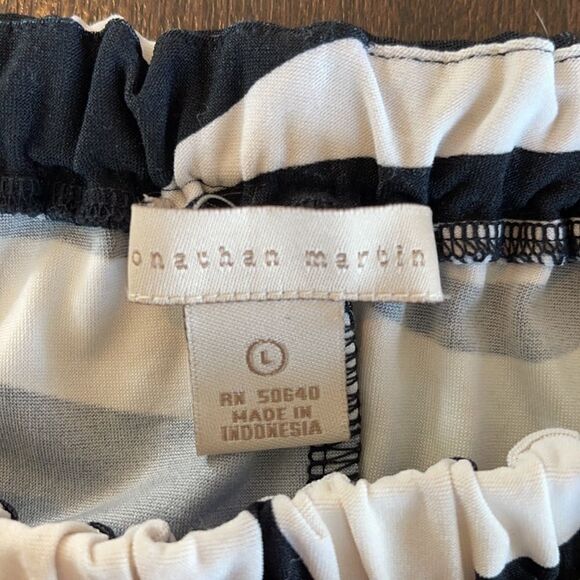 onathan martin
L
RN 50640
MADE IN
INDONESIA